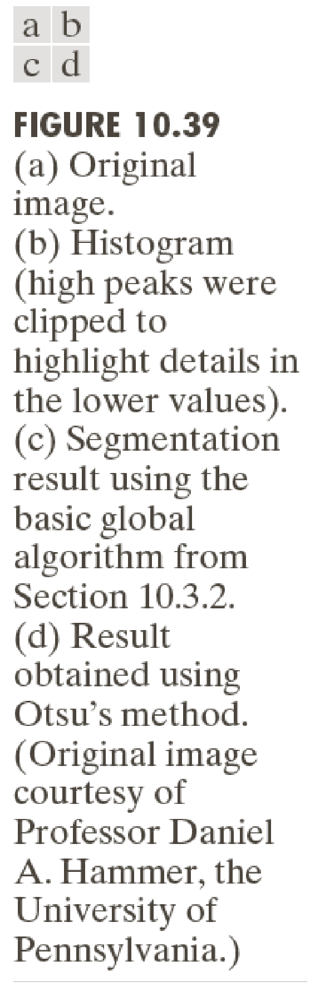 a b
c d
FIGURE 10.39
(a) Original
image.
(b) Histogram
(high peaks were
clipped to
highlight details in
the lower values).
(c) Segmentation
result using the
basic global
algorithm from
Section 10.3.2.
(d) Result
obtained using
Otsu’s method.
(Original image
courtesy of
Professor Daniel
A. Hammer, the
University of
Pennsylvania.)